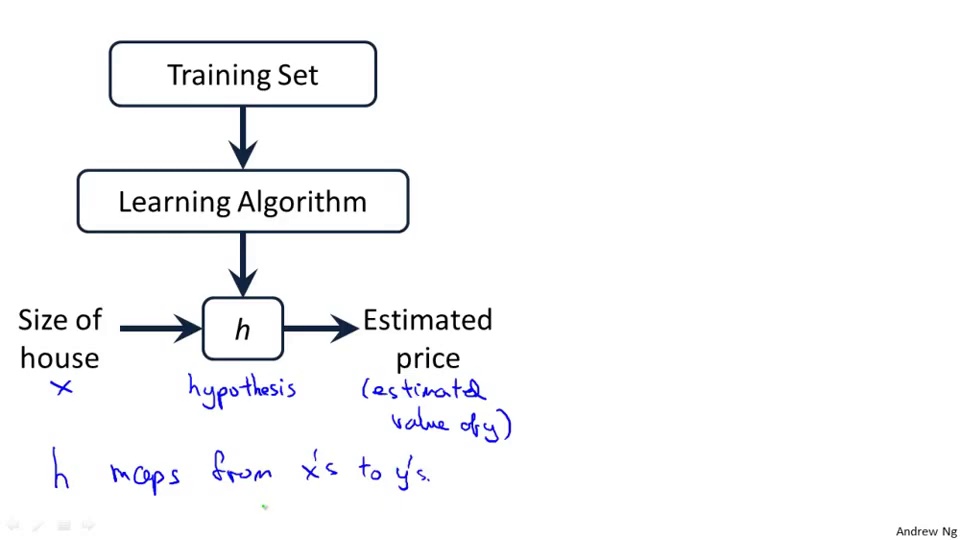 Training Set
Learning Algorithm
Size of
house
h
Estimated
price
x
hypothesis
(estimated
value of y)
h maps from x's to y's.
Andrew Ng